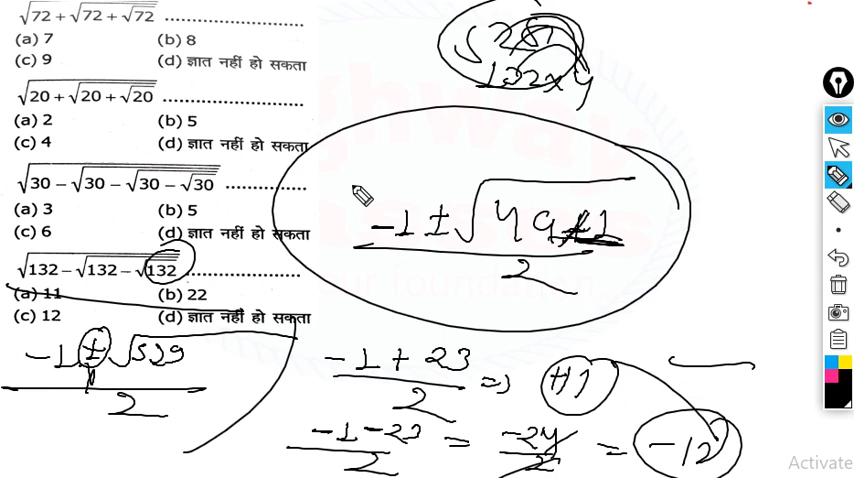 √72 + √72 + √72 ....................
(a) 7 (b) 8
(c) 9 (d) ज्ञात नहीं हो सकता
√20 + √20 + √20 ....................
(a) 2 (b) 5
(c) 4 (d) ज्ञात नहीं हो सकता
√30 − √30 − √30 − √30 ...............
(a) 3 (b) 5
(c) 6 (d) ज्ञात नहीं हो सकता
√132 − √132 − √132 ...................
(a) 11 (b) 22
(c) 12 (d) ज्ञात नहीं हो सकता
132 x 4
-1 ± √49
2
-1 ± √529
2
-1 + 23
2
-1 - 23 = -24 = -12
2 2
Activate